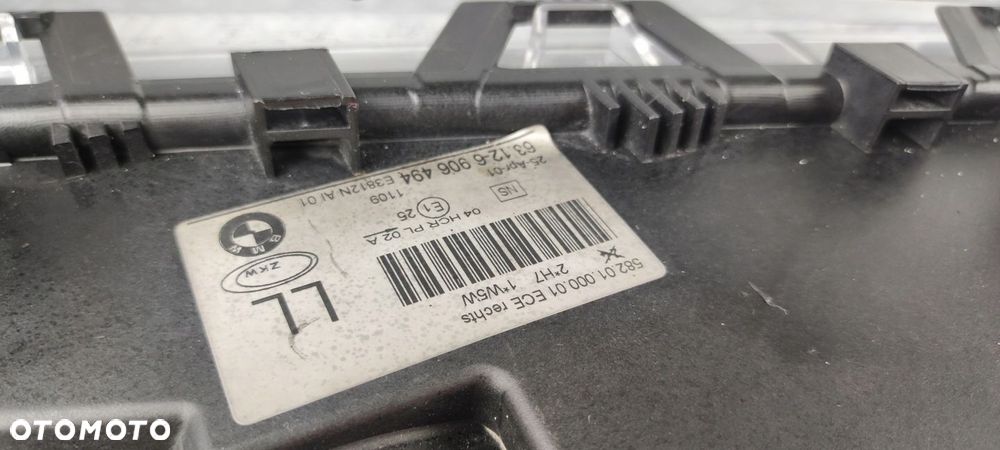 63.12-6 906 494 E3812N AI 01
25-Apr-01
1109
NS
E1 25
04 HCR PL 02 A
BMW
ZKW
LL
582.01.000.01 ECE rechts
2*H7 1*W5W
OTOMOTO